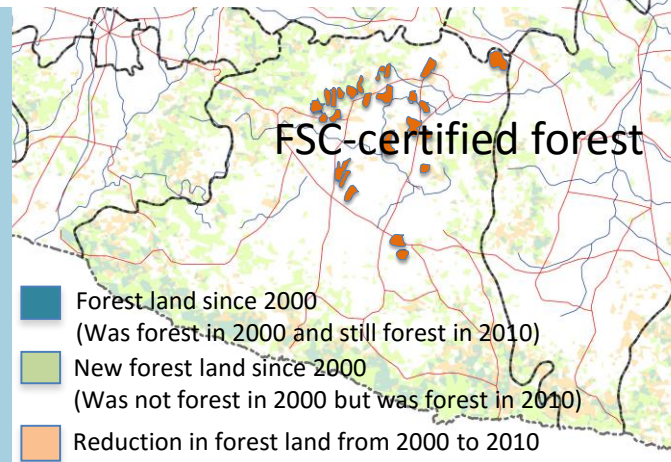 FSC-certified forest
Forest land since 2000
(Was forest in 2000 and still forest in 2010)
New forest land since 2000
(Was not forest in 2000 but was forest in 2010)
Reduction in forest land from 2000 to 2010